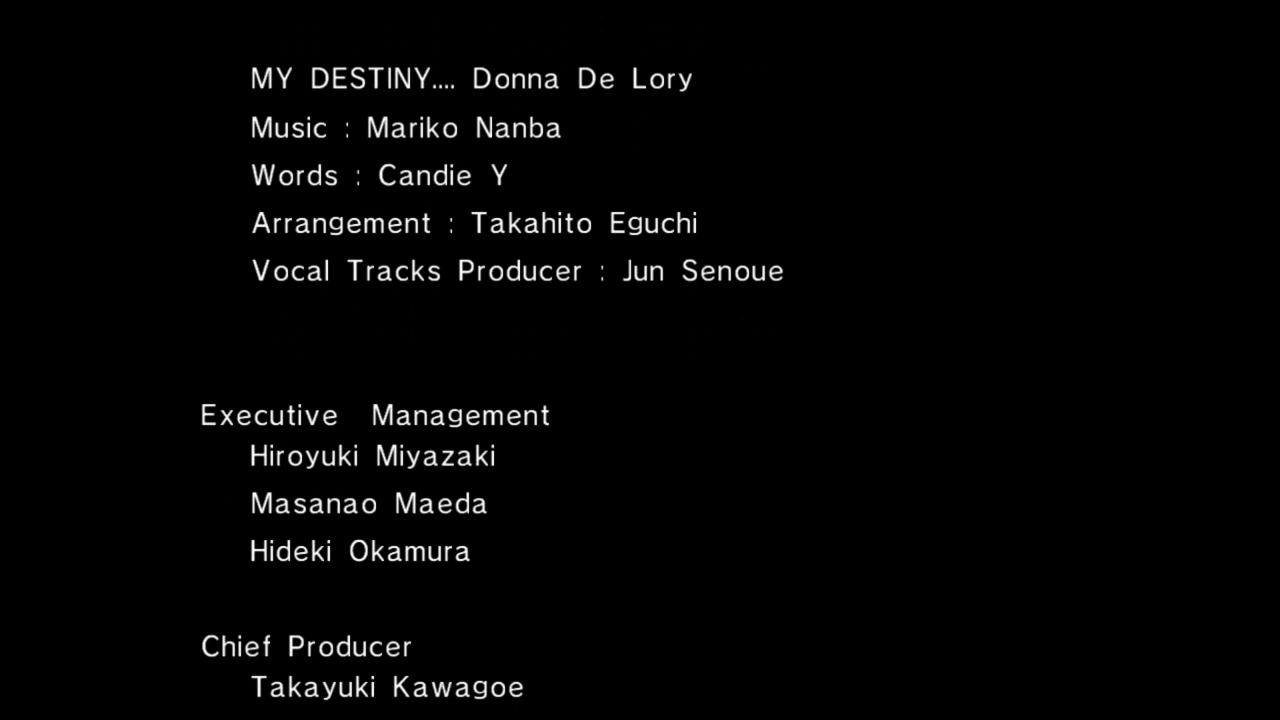 MY DESTINY.... Donna De Lory
Music : Mariko Nanba
Words : Candie Y
Arrangement : Takahito Eguchi
Vocal Tracks Producer : Jun Senoue
Executive Management
Hiroyuki Miyazaki
Masanao Maeda
Hideki Okamura
Chief Producer
Takayuki Kawagoe